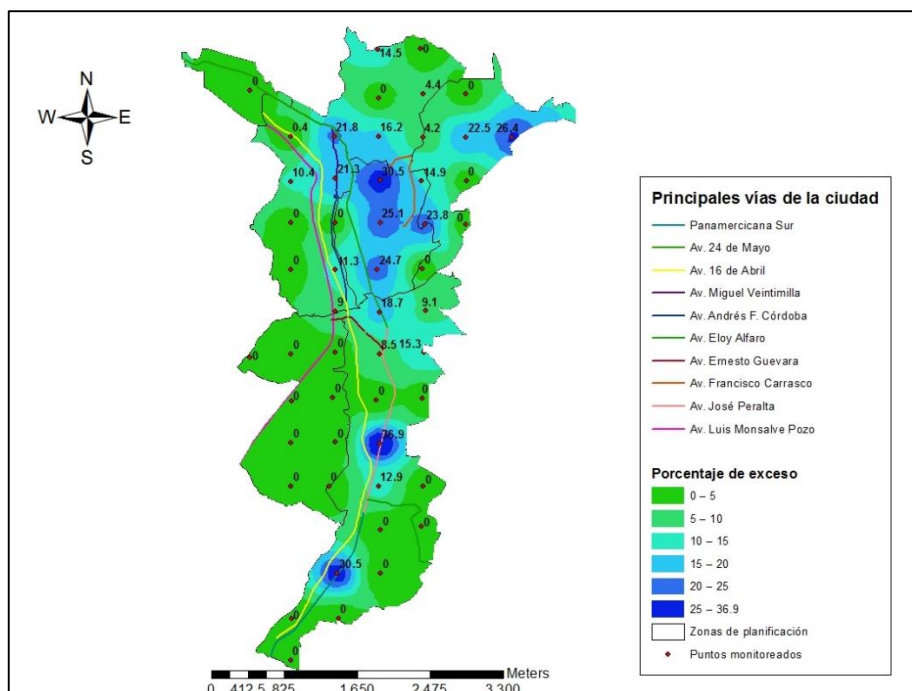 N
W E
S
14.5 0
0 0 4.4 0
0.4 21.8 16.2 4.2 22.5 26.4
10.4 21.3 30.5 14.9 0
0 0 25.1 23.8 0
0 11.3 24.7 0
9 18.7 9.1
0 0 0 8.5 15.3
0 0 0 0
0 0 36.9
0 0 12.9 0
0 0
30.5 0
0 0
0
Principales vías de la ciudad
Panamercicana Sur
Av. 24 de Mayo
Av. 16 de Abril
Av. Miguel Veintimilla
Av. Andrés F. Córdoba
Av. Eloy Alfaro
Av. Ernesto Guevara
Av. Francisco Carrasco
Av. José Peralta
Av. Luis Monsalve Pozo
Porcentaje de exceso
0 – 5
5 – 10
10 – 15
15 – 20
20 – 25
25 – 36.9
Zonas de planificación
Puntos monitoreados
Meters
0 412.5 825 1.650 2.475 3.300